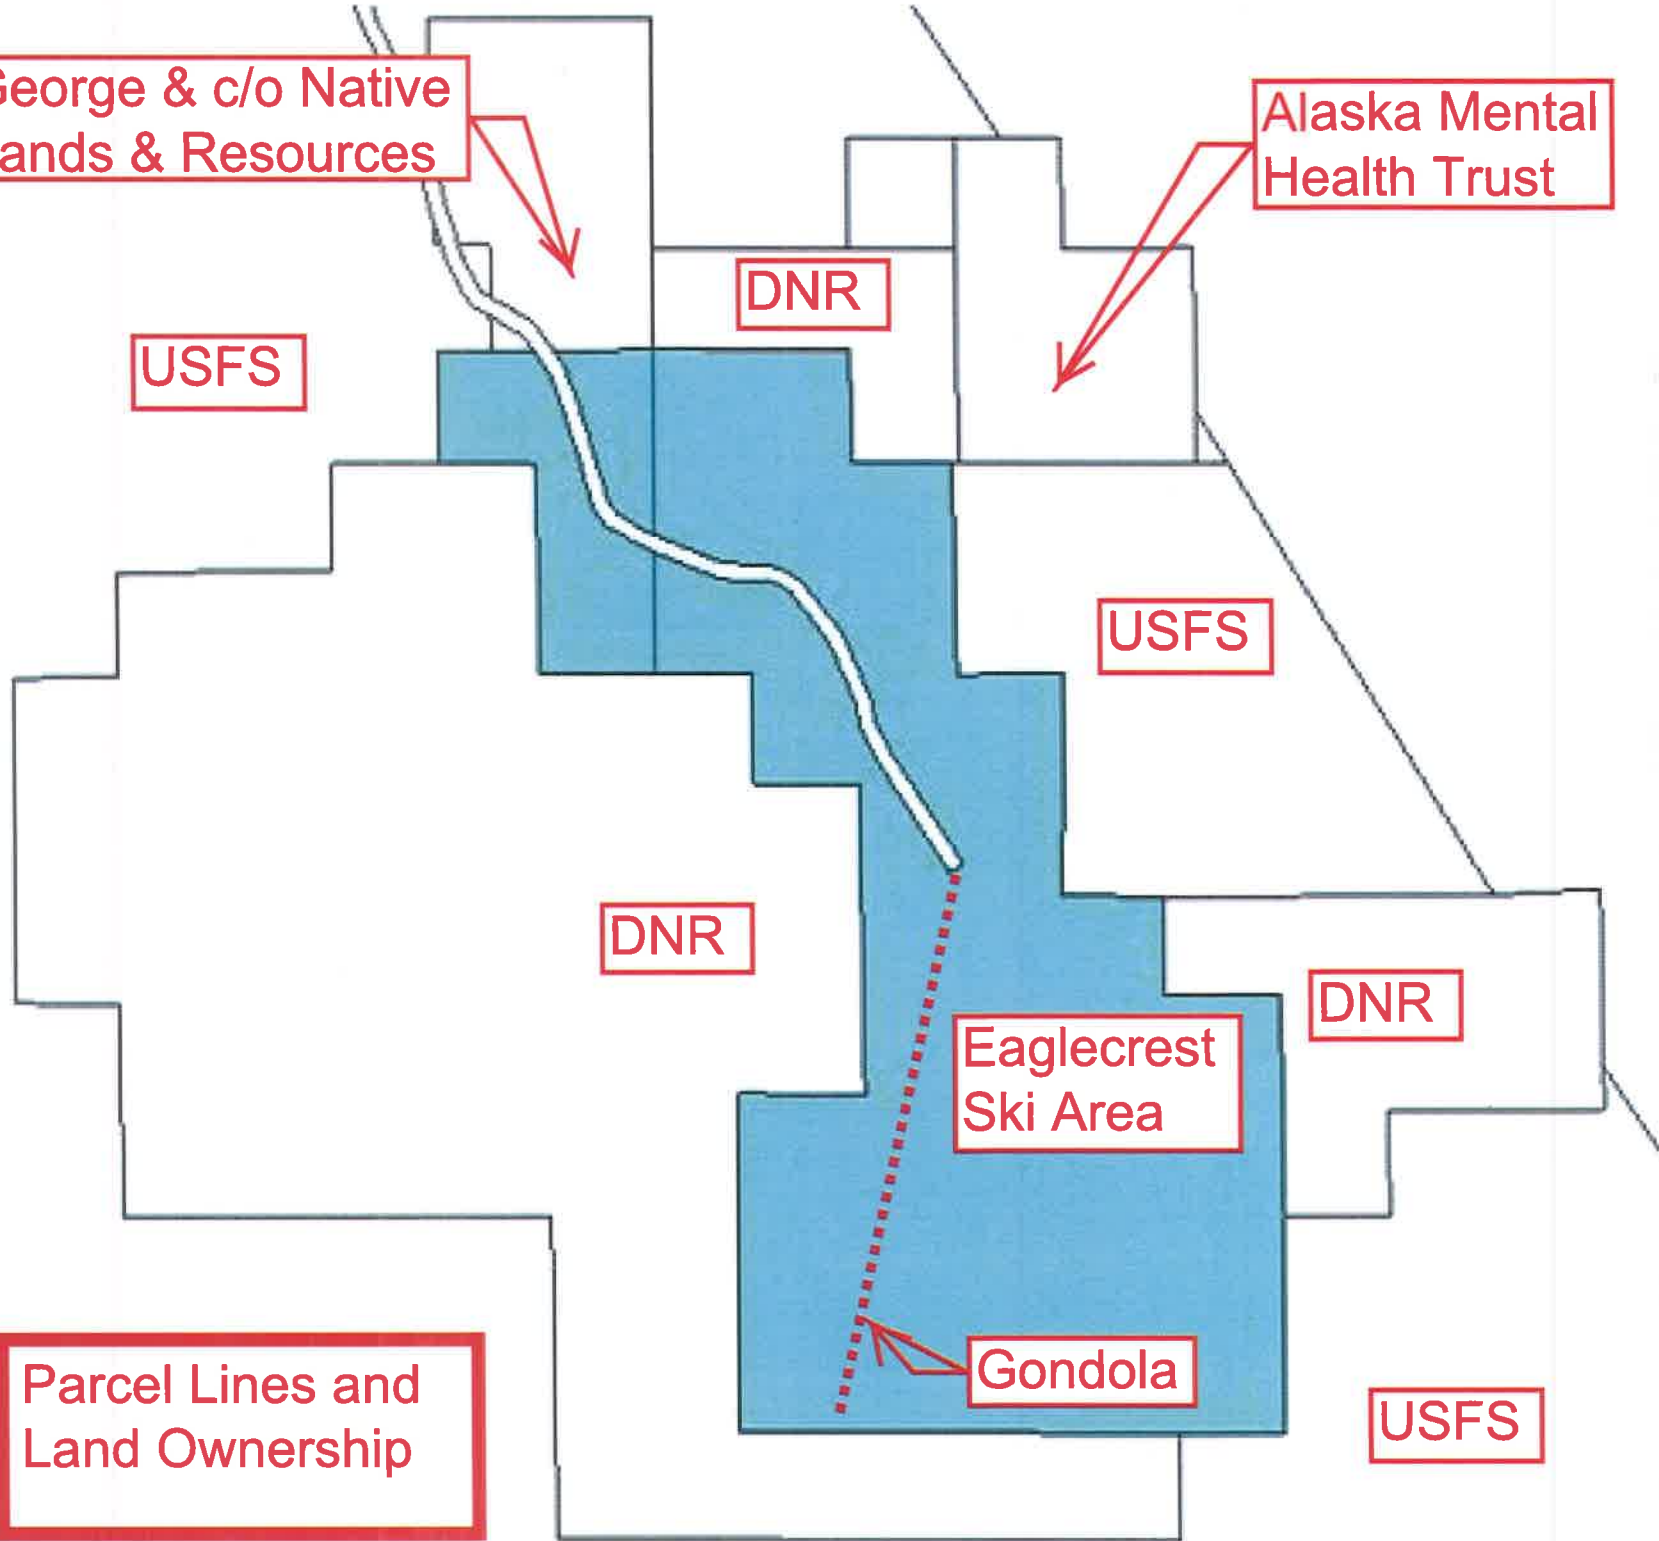 George & c/o Native
ands & Resources
Alaska Mental
Health Trust
DNR
USFS
USFS
DNR
DNR
Eaglecrest
Ski Area
Gondola
Parcel Lines and
Land Ownership
USFS